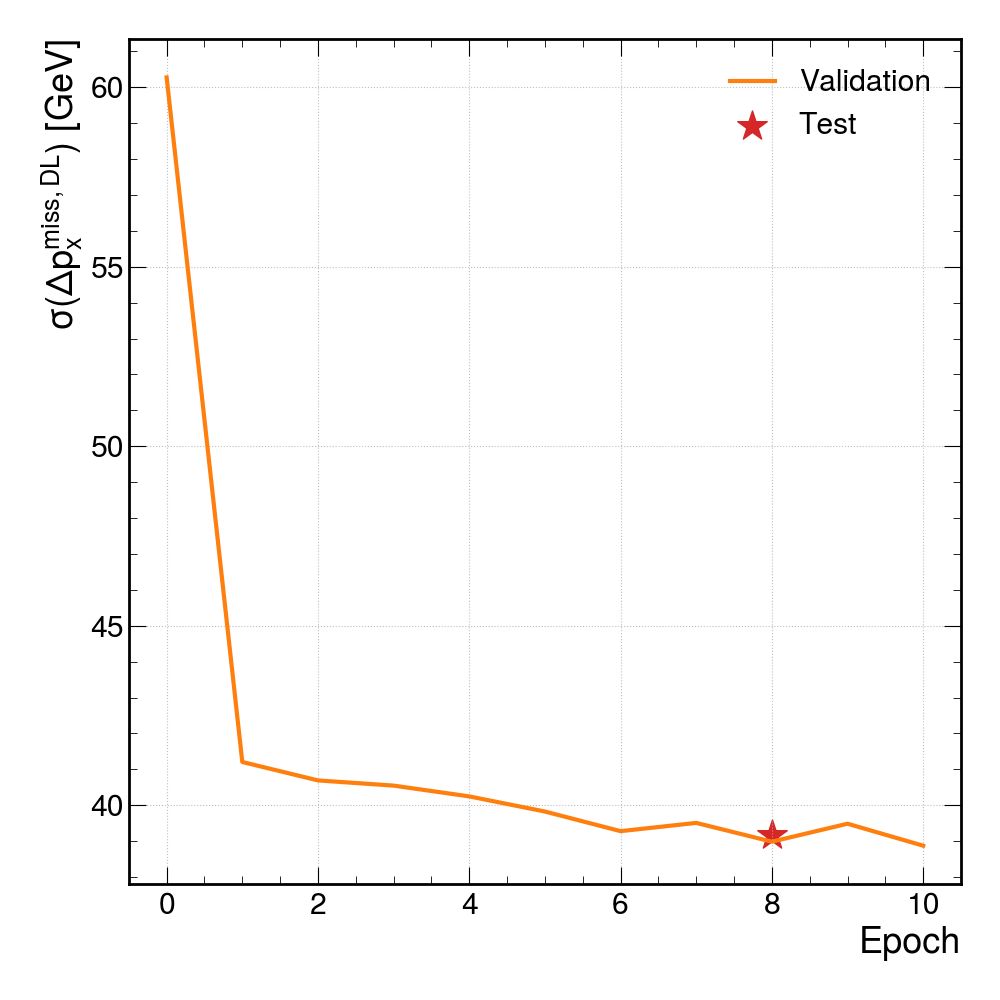 σ(Δp_x^{miss, DL}) [GeV]
60
55
50
45
40
Validation
Test
0 2 4 6 8 10
Epoch